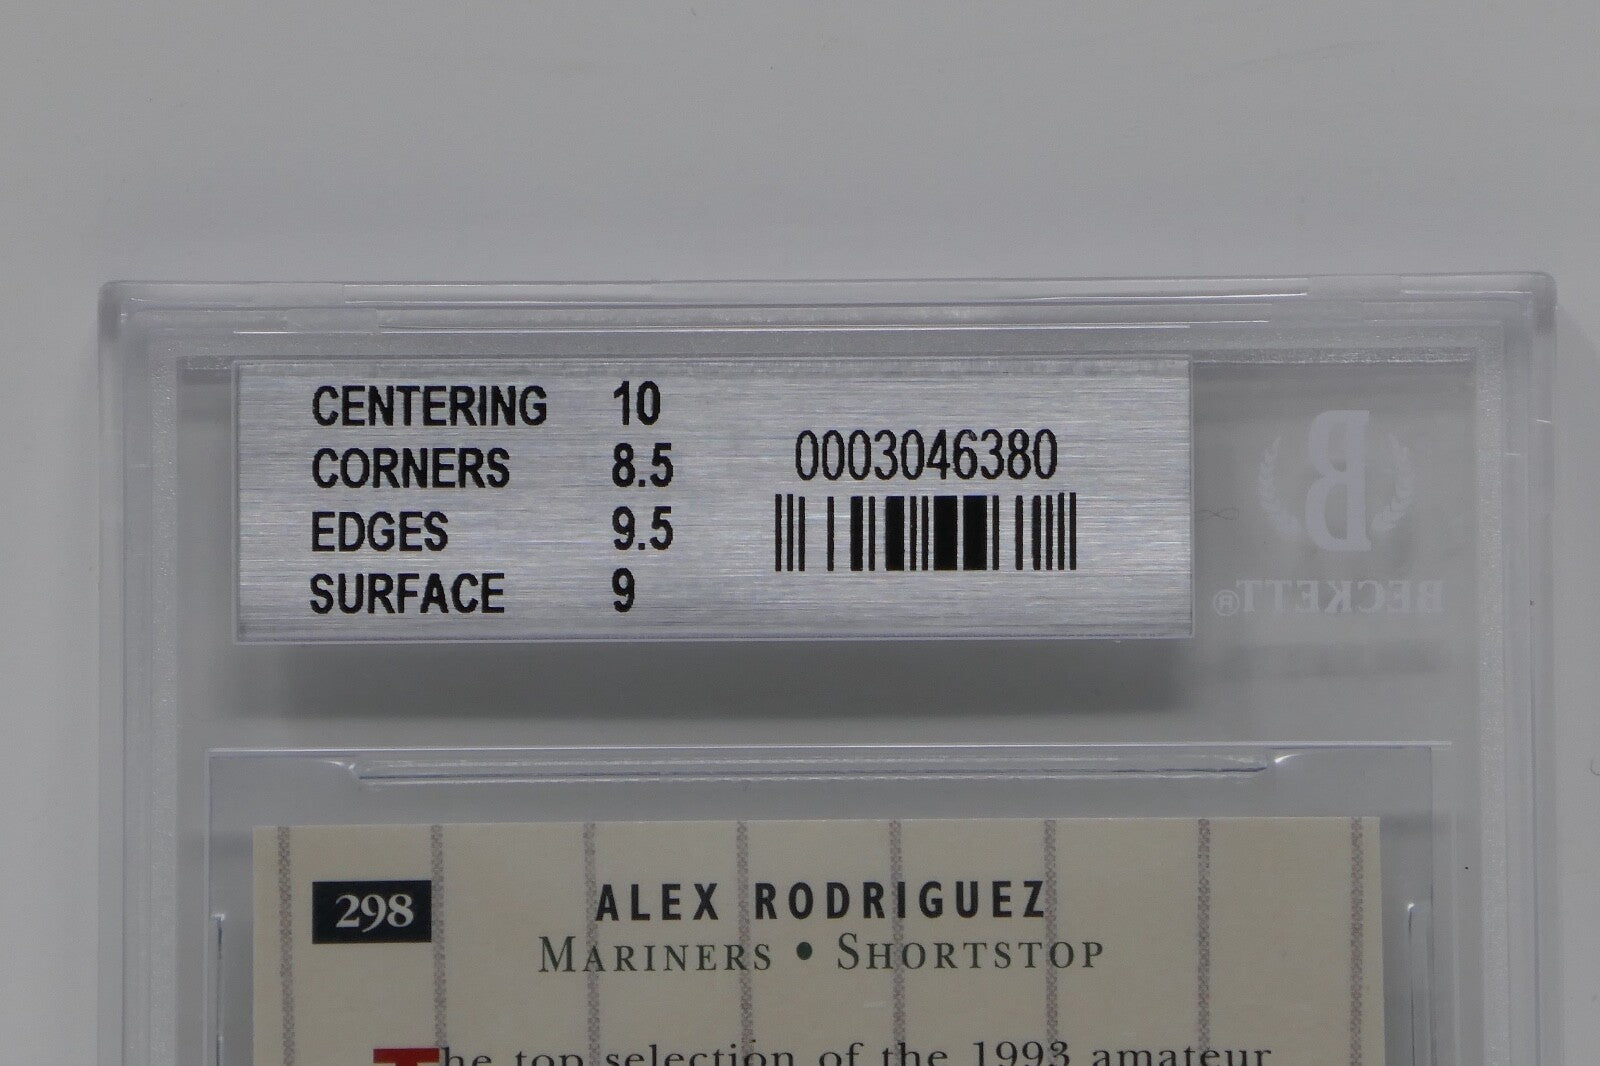 CENTERING 10
CORNERS 8.5
EDGES 9.5
SURFACE 9
0003046380
B
BECKETT®
298
ALEX RODRIGUEZ
MARINERS • SHORTSTOP
The top selection of the 1993 amateur